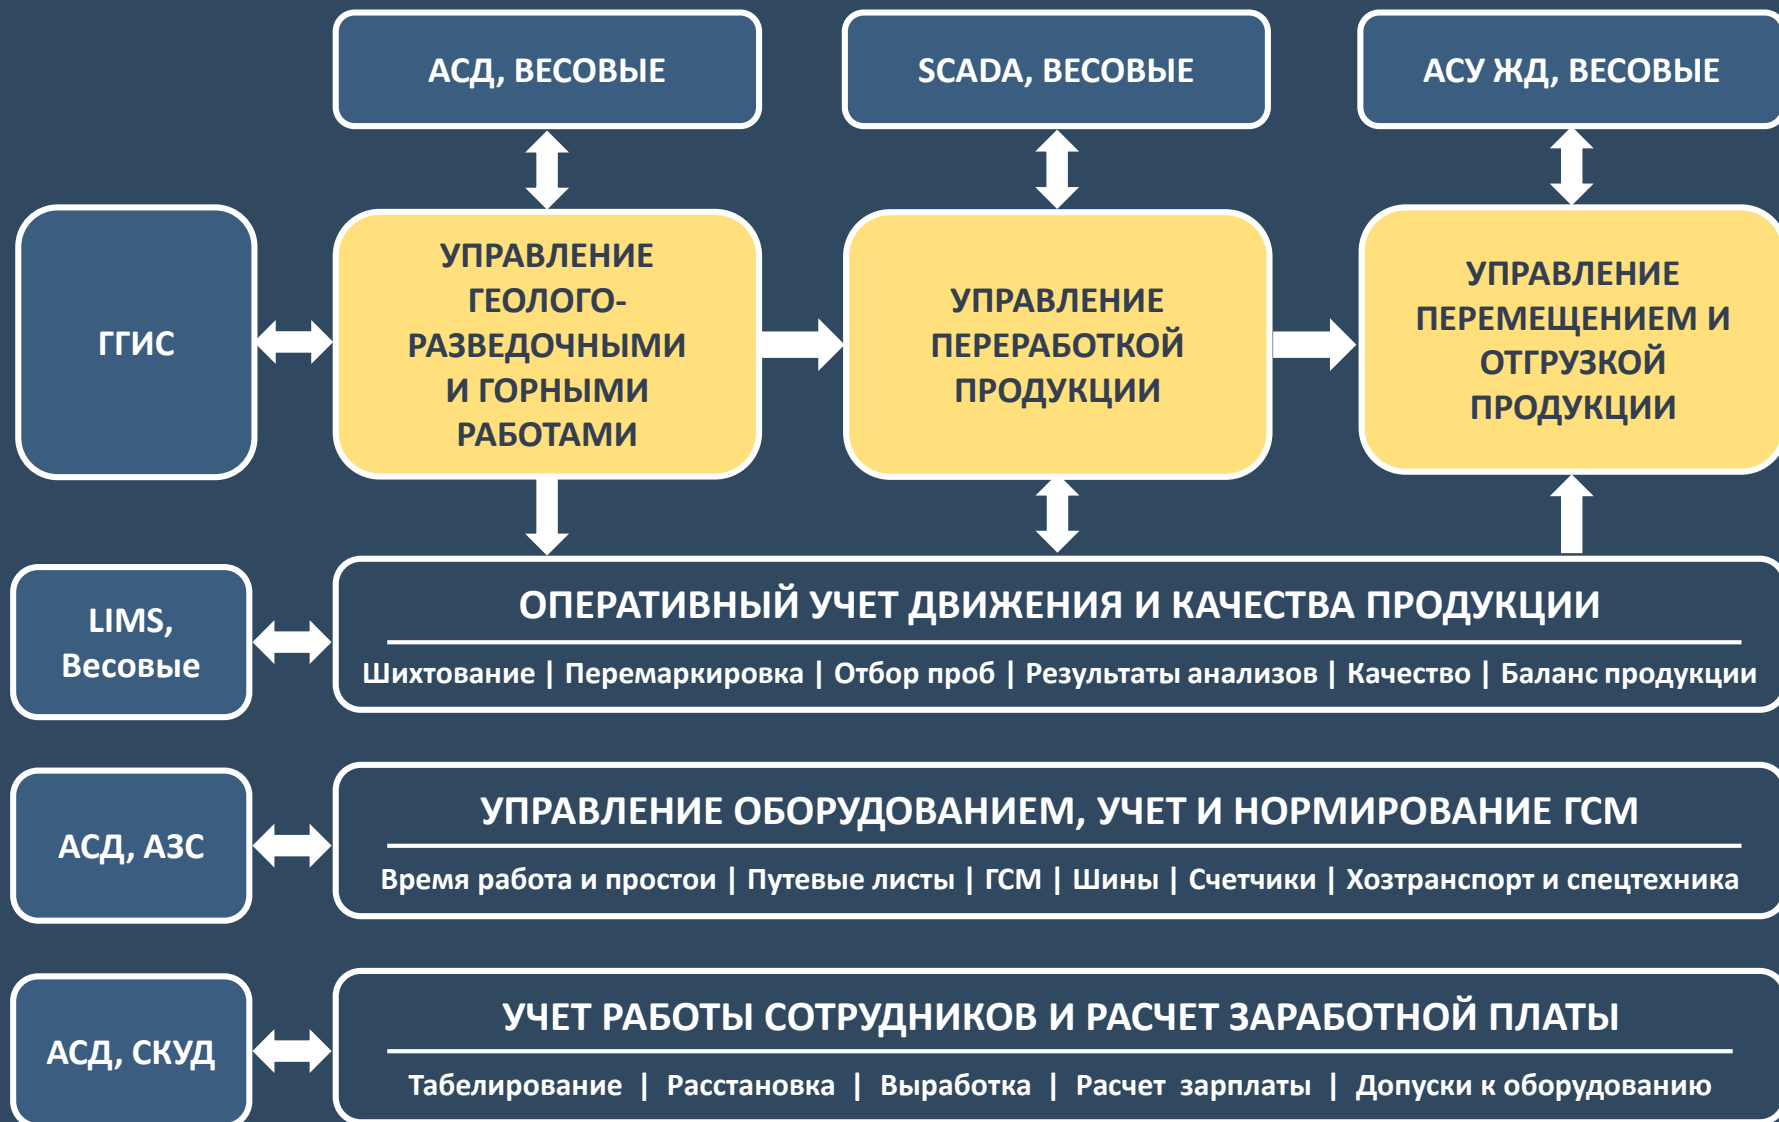 АСД, ВЕСОВЫЕ
SCADA, ВЕСОВЫЕ
АСУ ЖД, ВЕСОВЫЕ
ГГИС
УПРАВЛЕНИЕ
ГЕОЛОГО-
РАЗВЕДОЧНЫМИ
И ГОРНЫМИ
РАБОТАМИ
УПРАВЛЕНИЕ
ПЕРЕРАБОТКОЙ
ПРОДУКЦИИ
УПРАВЛЕНИЕ
ПЕРЕМЕЩЕНИЕМ И
ОТГРУЗКОЙ
ПРОДУКЦИИ
LIMS,
Весовые
ОПЕРАТИВНЫЙ УЧЕТ ДВИЖЕНИЯ И КАЧЕСТВА ПРОДУКЦИИ
Шихтование | Перемаркировка | Отбор проб | Результаты анализов | Качество | Баланс продукции
АСД, АЗС
УПРАВЛЕНИЕ ОБОРУДОВАНИЕМ, УЧЕТ И НОРМИРОВАНИЕ ГСМ
Время работа и простои | Путевые листы | ГСМ | Шины | Счетчики | Хозтранспорт и спецтехника
АСД, СКУД
УЧЕТ РАБОТЫ СОТРУДНИКОВ И РАСЧЕТ ЗАРАБОТНОЙ ПЛАТЫ
Табелирование | Расстановка | Выработка | Расчет зарплаты | Допуски к оборудованию